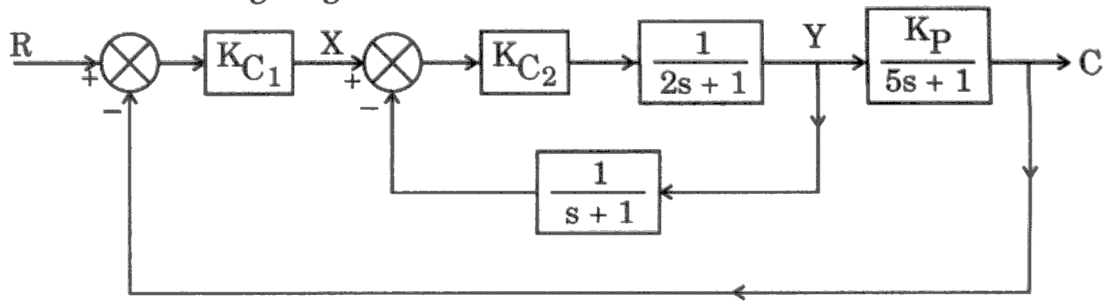 R + − K_C1 X + − K_C2 1/(2s + 1) Y K_P/(5s + 1) C
1/(s + 1)